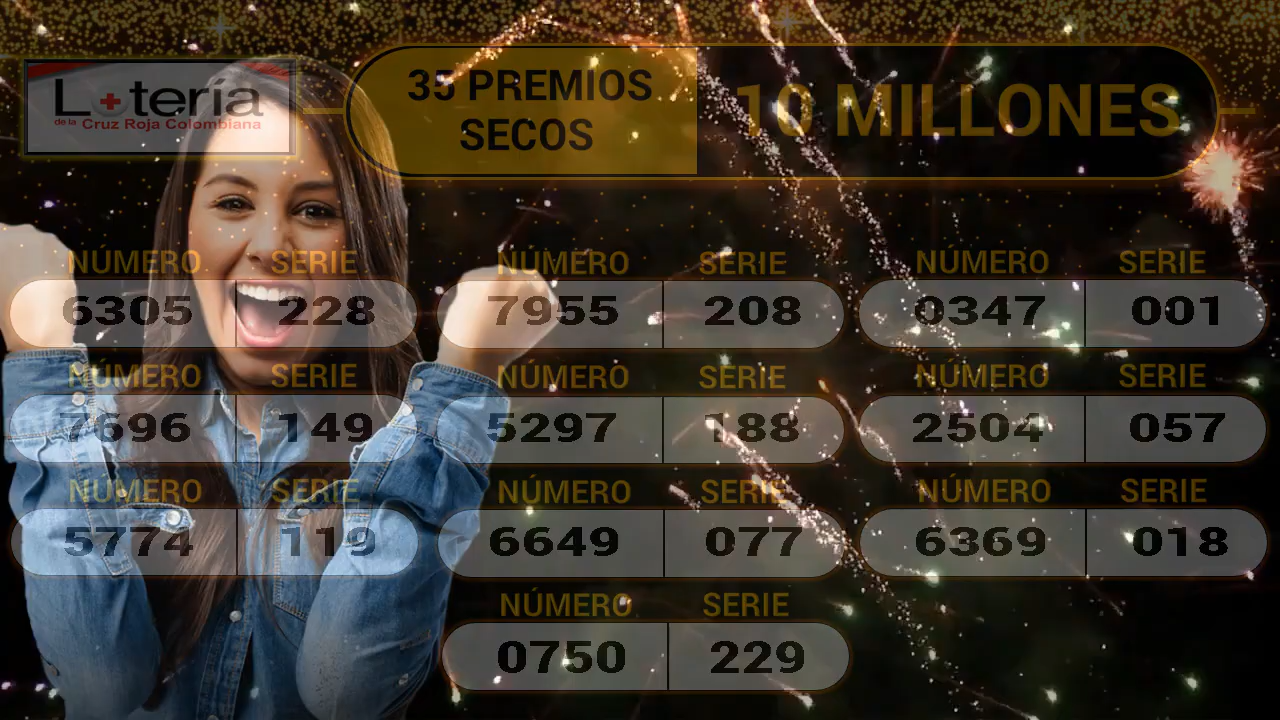 Lotería
de la Cruz Roja Colombiana
35 PREMIOS
SECOS
10 MILLONES
NÚMERO SERIE NÚMERO SERIE NÚMERO SERIE
6305 228 7955 208 0347 001
NÚMERO SERIE NÚMERO SERIE NÚMERO SERIE
7696 149 5297 188 2504 057
NÚMERO SERIE NÚMERO SERIE NÚMERO SERIE
5774 119 6649 077 6369 018
NÚMERO SERIE
0750 229